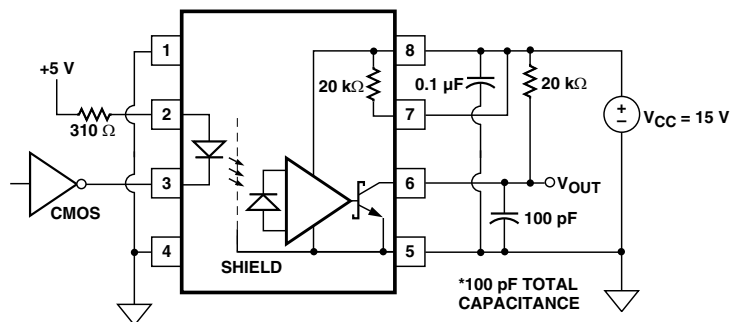 1
8
+5 V
20 kΩ
0.1 µF
20 kΩ
2
7
310 Ω
V_CC = 15 V
3
6
V_OUT
CMOS
100 pF
4
5
SHIELD
*100 pF TOTAL
CAPACITANCE